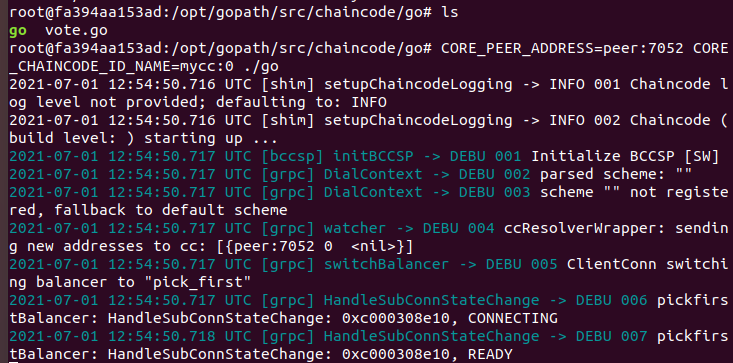 root@fa394aa153ad:/opt/gopath/src/chaincode/go# ls
go  vote.go
root@fa394aa153ad:/opt/gopath/src/chaincode/go# CORE_PEER_ADDRESS=peer:7052 CORE
_CHAINCODE_ID_NAME=mycc:0 ./go
2021-07-01 12:54:50.716 UTC [shim] setupChaincodeLogging -> INFO 001 Chaincode l
og level not provided; defaulting to: INFO
2021-07-01 12:54:50.716 UTC [shim] setupChaincodeLogging -> INFO 002 Chaincode (
build level: ) starting up ...
2021-07-01 12:54:50.717 UTC [bccsp] initBCCSP -> DEBU 001 Initialize BCCSP [SW]
2021-07-01 12:54:50.717 UTC [grpc] DialContext -> DEBU 002 parsed scheme: ""
2021-07-01 12:54:50.717 UTC [grpc] DialContext -> DEBU 003 scheme "" not registe
red, fallback to default scheme
2021-07-01 12:54:50.717 UTC [grpc] watcher -> DEBU 004 ccResolverWrapper: sendin
g new addresses to cc: [{peer:7052 0  <nil>}]
2021-07-01 12:54:50.717 UTC [grpc] switchBalancer -> DEBU 005 ClientConn switchi
ng balancer to "pick_first"
2021-07-01 12:54:50.717 UTC [grpc] HandleSubConnStateChange -> DEBU 006 pickfirs
tBalancer: HandleSubConnStateChange: 0xc000308e10, CONNECTING
2021-07-01 12:54:50.718 UTC [grpc] HandleSubConnStateChange -> DEBU 007 pickfirs
tBalancer: HandleSubConnStateChange: 0xc000308e10, READY